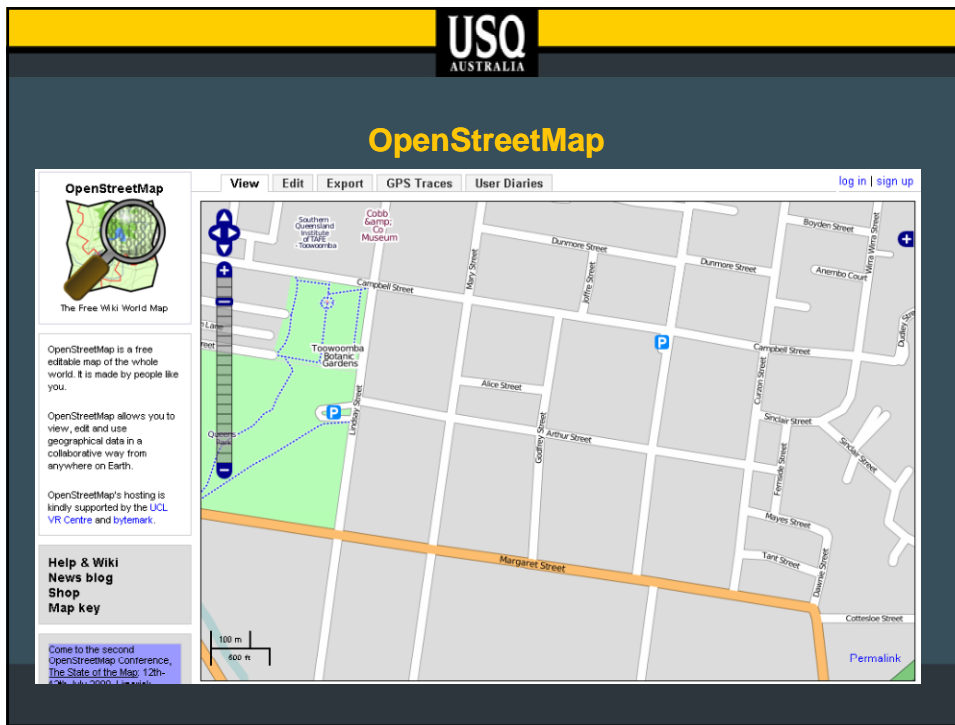 USQ
AUSTRALIA
OpenStreetMap
OpenStreetMap
The Free Wiki World Map
OpenStreetMap is a free
editable map of the whole
world. It is made by people like
you.
OpenStreetMap allows you to
view, edit and use
geographical data in a
collaborative way from
anywhere on Earth.
OpenStreetMap's hosting is
kindly supported by the UCL
VR Centre and bytemark.
Help & Wiki
News blog
Shop
Map key
Come to the second
OpenStreetMap Conference,
The State of the Map: 12th-
View Edit Export GPS Traces User Diaries
log in | sign up
Southern
Queensland
Institute
of TAFE
- Toowoomba
Cobb
&amp;
Co
Museum
Campbell Street
Mary Street
Dunmore Street
Joffre Street
Dunmore Street
Boyden Street
Wirra Wirra Street
Anembo Court
Dudley
n Lane
reet
Toowoomba
Botanic
Gardens
P
Campbell Street
Curzon Street
Alice Street
P
Lindsay Street
Queens
Godfrey Street
Arthur Street
Sinclair Street
Sinclair Street
Fernside Street
Mayes Street
Tant Street
Dawnie Street
Margaret Street
Cottesloe Street
100 m
600 ft
Permalink